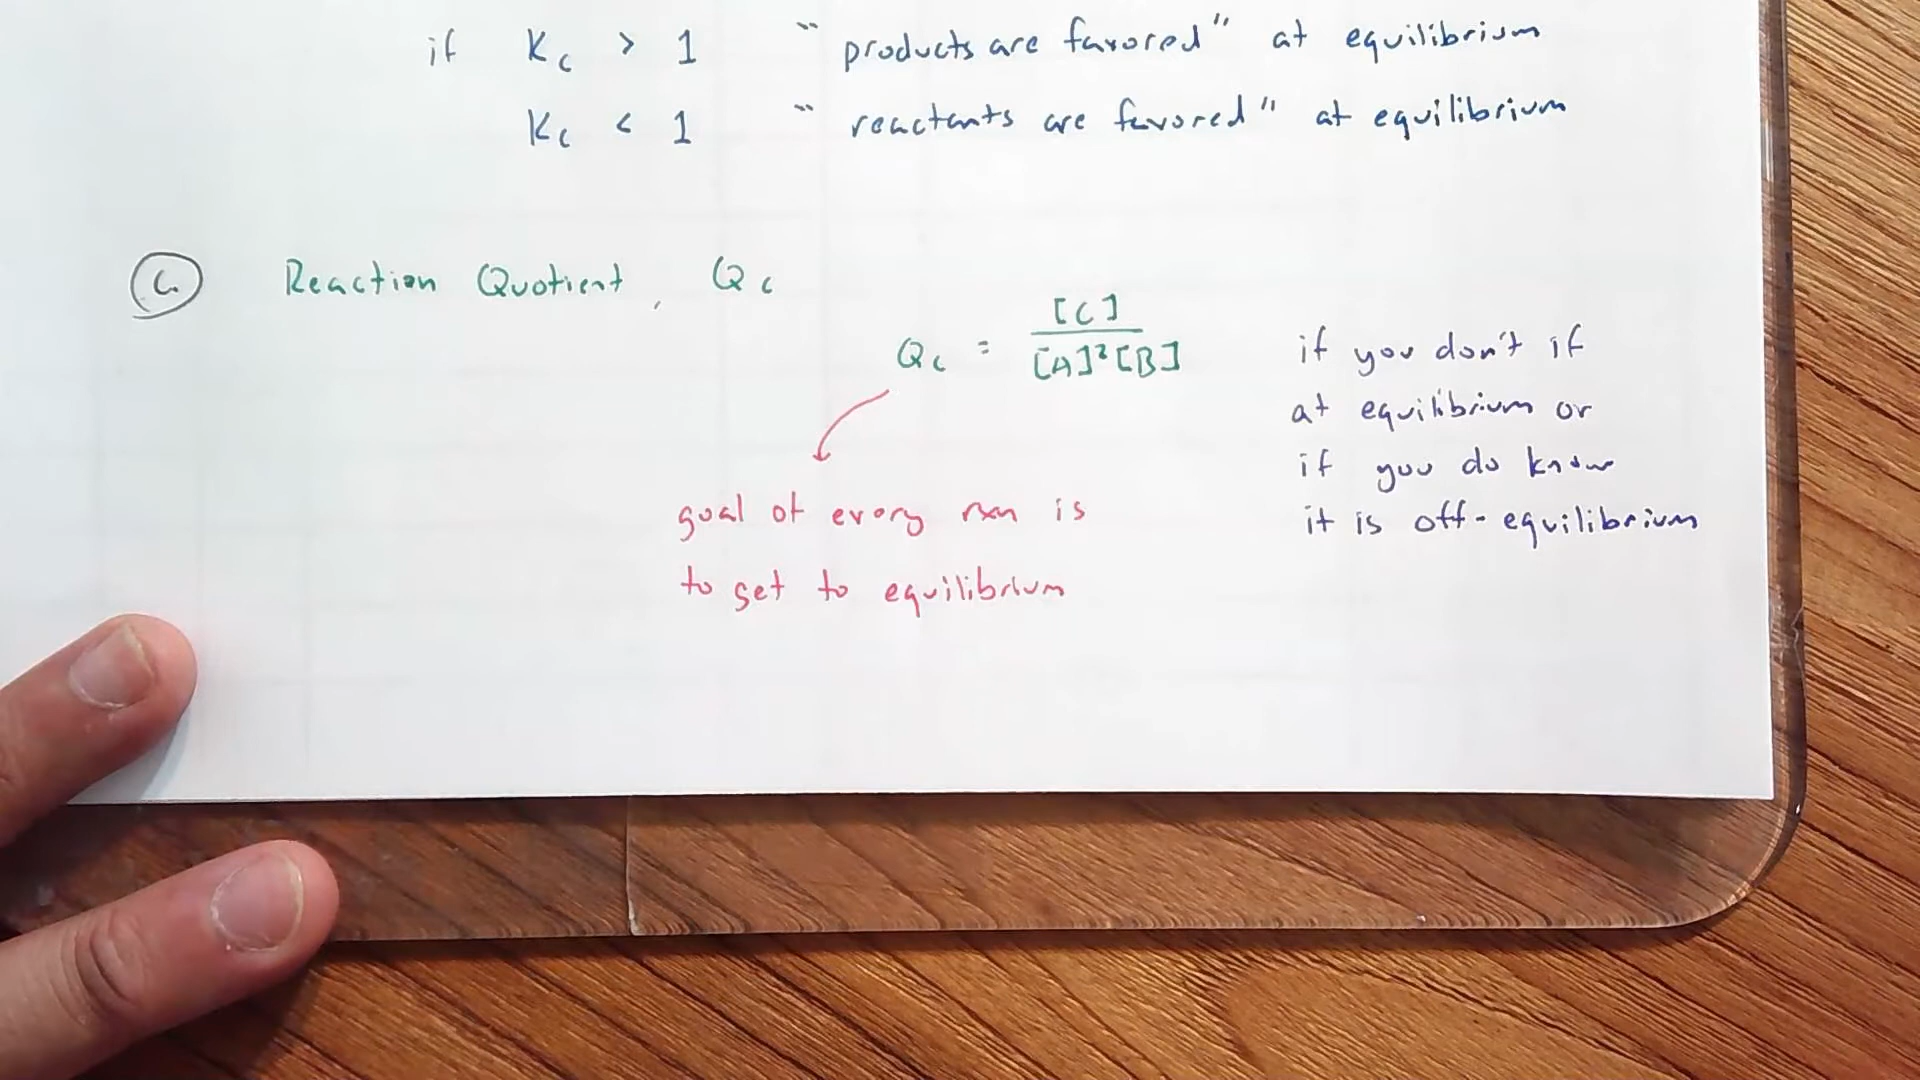 if Kc > 1 " products are favored" at equilibrium
Kc < 1 " reactants are favored" at equilibrium
Reaction Quotient, Qc
Qc = [C] / [A]²[B]
if you don't if
at equilibrium or
if you do know
it is off-equilibrium
goal of every rxn is
to get to equilibrium